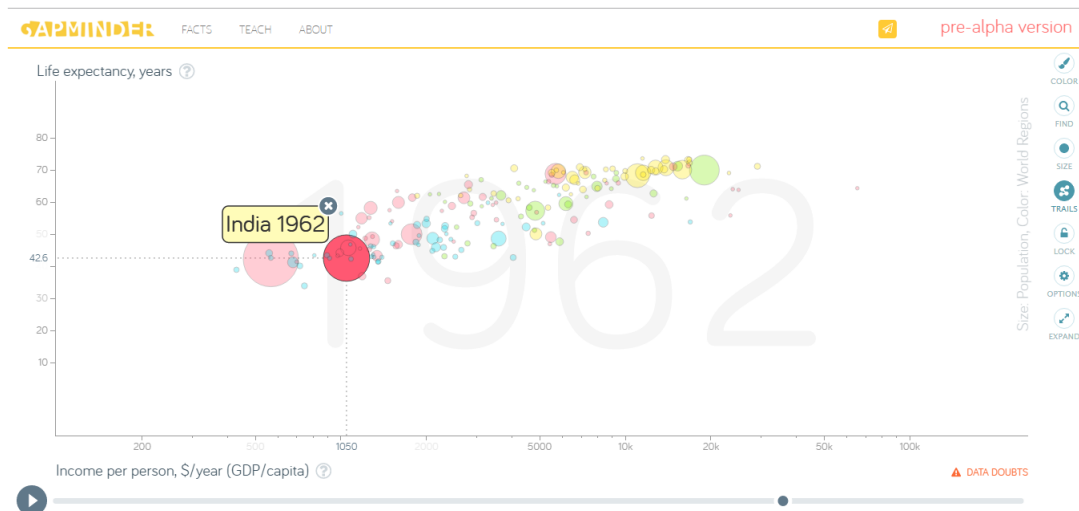 GAPMINDER FACTS TEACH ABOUT pre-alpha version
Life expectancy, years ?
COLOR
FIND
SIZE
TRAILS
LOCK
OPTIONS
EXPAND
Size: Population, Color: World Regions
1962
India 1962
80
70
60
50
42.6
30
20
10
200 500 1050 2000 5000 10k 20k 50k 100k
Income per person, $/year (GDP/capita) ?
DATA DOUBTS